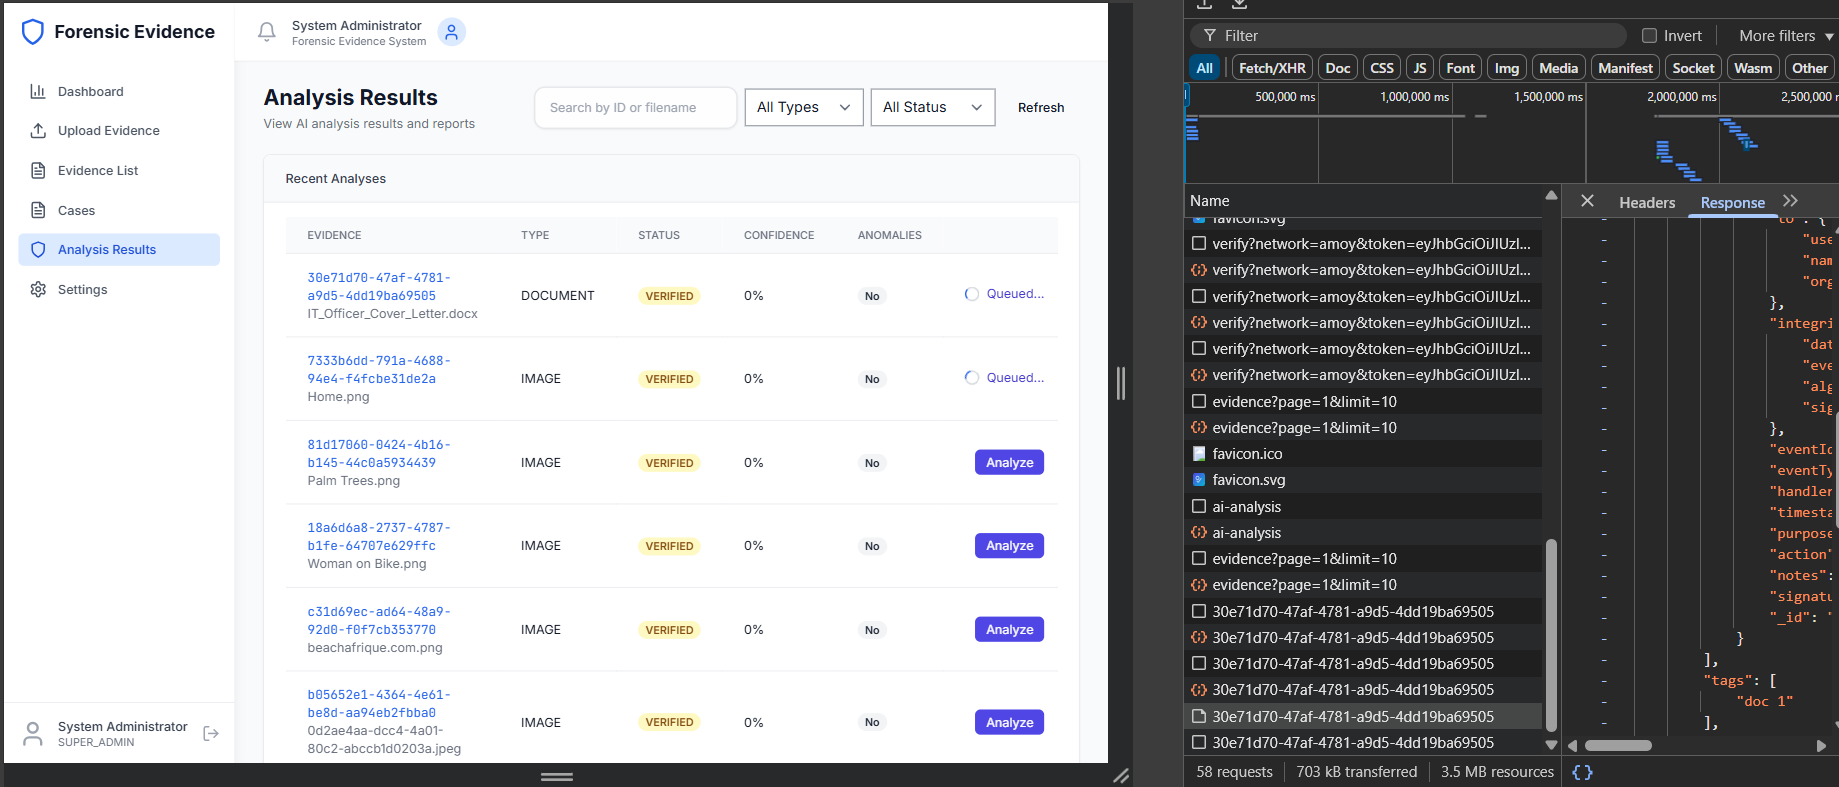 Forensic Evidence
Dashboard
Upload Evidence
Evidence List
Cases
Analysis Results
Settings
System Administrator
SUPER_ADMIN
System Administrator
Forensic Evidence System
Analysis Results
View AI analysis results and reports
Search by ID or filename
All Types
All Status
Refresh
Recent Analyses
EVIDENCE TYPE STATUS CONFIDENCE ANOMALIES
30e71d70-47af-4781-
a9d5-4dd19ba69505
IT_Officer_Cover_Letter.docx
DOCUMENT VERIFIED 0% No Queued...
7333b6dd-791a-4688-
94e4-f4fcbe31de2a
Home.png
IMAGE VERIFIED 0% No Queued...
81d17060-0424-4b16-
b145-44c0a5934439
Palm Trees.png
IMAGE VERIFIED 0% No Analyze
18a6d6a8-2737-4787-
b1fe-64707e629ffc
Woman on Bike.png
IMAGE VERIFIED 0% No Analyze
c31d69ec-ad64-48a9-
92d0-f0f7cb353770
beachafrique.com.png
IMAGE VERIFIED 0% No Analyze
b05652e1-4364-4e61-
be8d-aa94eb2fbba0
0d2ae4aa-dcc4-4a01-
80c2-abccb1d0203a.jpeg
IMAGE VERIFIED 0% No Analyze
Filter
Invert
More filters
All Fetch/XHR Doc CSS JS Font Img Media Manifest Socket Wasm Other
500,000 ms 1,000,000 ms 1,500,000 ms 2,000,000 ms 2,500,000
Name
favicon.svg
verify?network=amoy&token=eyJhbGciOiJIUzI...
verify?network=amoy&token=eyJhbGciOiJIUzI...
verify?network=amoy&token=eyJhbGciOiJIUzI...
verify?network=amoy&token=eyJhbGciOiJIUzI...
verify?network=amoy&token=eyJhbGciOiJIUzI...
verify?network=amoy&token=eyJhbGciOiJIUzI...
evidence?page=1&limit=10
evidence?page=1&limit=10
favicon.ico
favicon.svg
ai-analysis
ai-analysis
evidence?page=1&limit=10
evidence?page=1&limit=10
30e71d70-47af-4781-a9d5-4dd19ba69505
30e71d70-47af-4781-a9d5-4dd19ba69505
30e71d70-47af-4781-a9d5-4dd19ba69505
30e71d70-47af-4781-a9d5-4dd19ba69505
30e71d70-47af-4781-a9d5-4dd19ba69505
30e71d70-47af-4781-a9d5-4dd19ba69505
58 requests 703 kB transferred 3.5 MB resources
Headers
Response
"to": {
"use
"nam
"org
},
"integri
"dat
"eve
"alg
"sig
},
"eventId
"eventTy
"handler
"timesta
"purpose
"action"
"notes":
"signatu
"_id": "
}
],
"tags": [
"doc 1"
],
{}